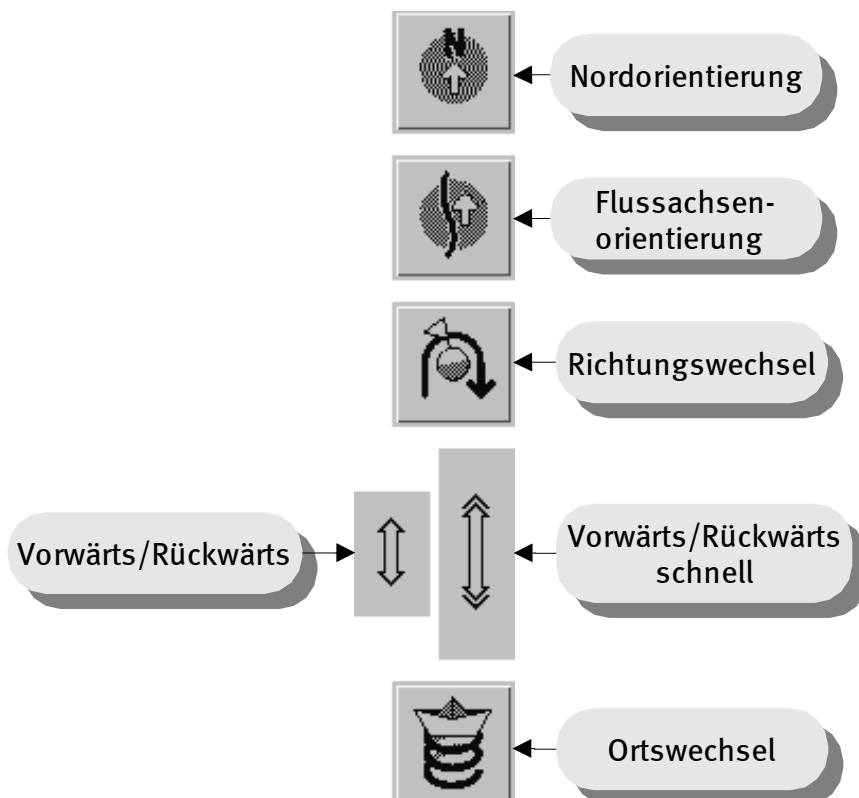 N
Nordorientierung
Flussachsen-
orientierung
Richtungswechsel
Vorwärts/Rückwärts
Vorwärts/Rückwärts
schnell
Ortswechsel